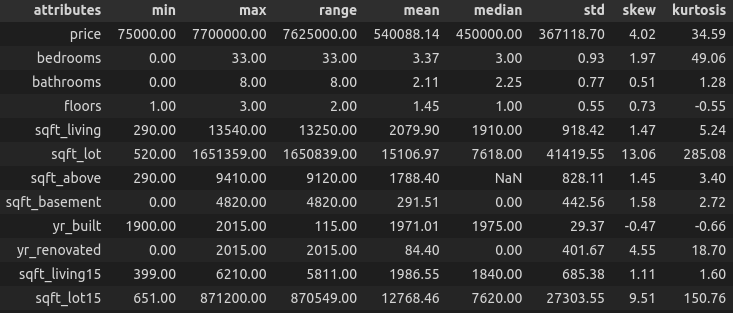 attributes min max range mean median std skew kurtosis
price 75000.00 7700000.00 7625000.00 540088.14 450000.00 367118.70 4.02 34.59
bedrooms 0.00 33.00 33.00 3.37 3.00 0.93 1.97 49.06
bathrooms 0.00 8.00 8.00 2.11 2.25 0.77 0.51 1.28
floors 1.00 3.00 2.00 1.45 1.00 0.55 0.73 -0.55
sqft_living 290.00 13540.00 13250.00 2079.90 1910.00 918.42 1.47 5.24
sqft_lot 520.00 1651359.00 1650839.00 15106.97 7618.00 41419.55 13.06 285.08
sqft_above 290.00 9410.00 9120.00 1788.40 NaN 828.11 1.45 3.40
sqft_basement 0.00 4820.00 4820.00 291.51 0.00 442.56 1.58 2.72
yr_built 1900.00 2015.00 115.00 1971.01 1975.00 29.37 -0.47 -0.66
yr_renovated 0.00 2015.00 2015.00 84.40 0.00 401.67 4.55 18.70
sqft_living15 399.00 6210.00 5811.00 1986.55 1840.00 685.38 1.11 1.60
sqft_lot15 651.00 871200.00 870549.00 12768.46 7620.00 27303.55 9.51 150.76